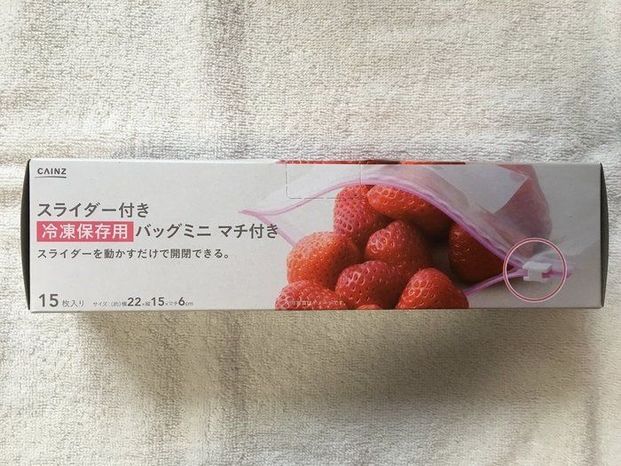 CAINZ
スライダー付き
冷凍保存用 バッグミニ マチ付き
スライダーを動かすだけで開閉できる。
15枚入り サイズ:(約)横22×縦15×マチ6cm